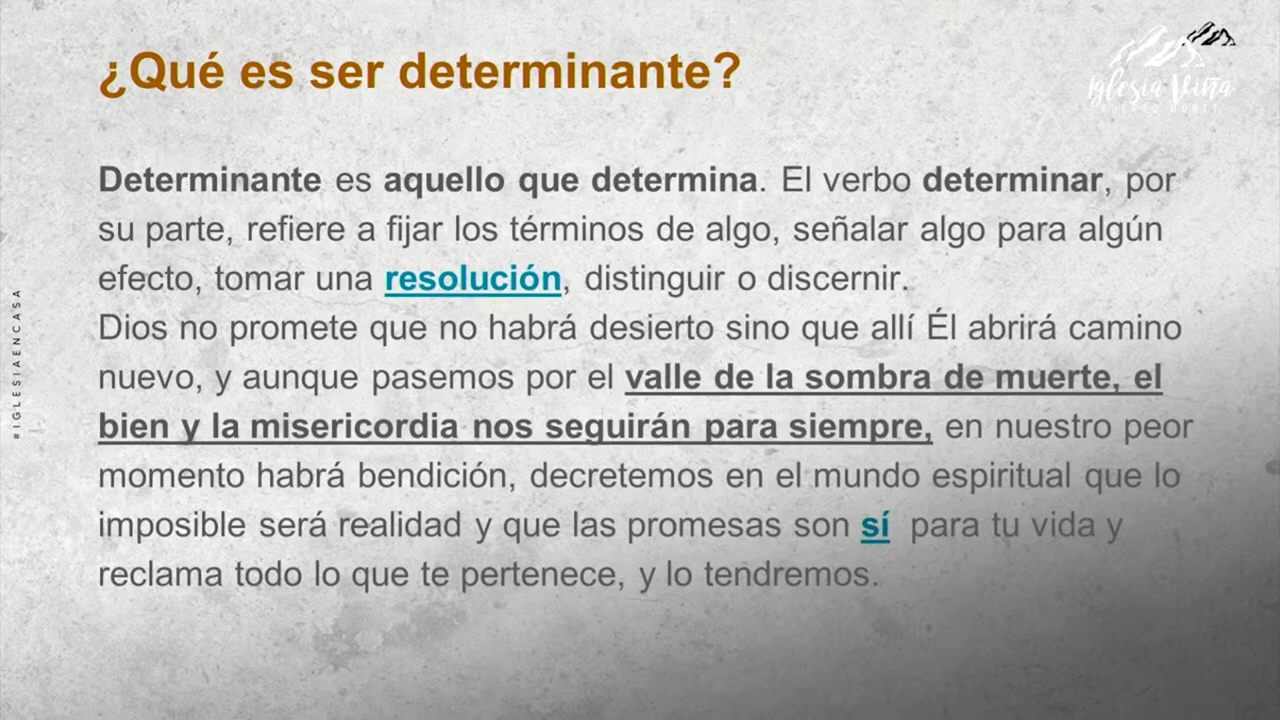 ¿Qué es ser determinante?
Iglesia Viña
Determinante es aquello que determina. El verbo determinar, por
su parte, refiere a fijar los términos de algo, señalar algo para algún
efecto, tomar una resolución, distinguir o discernir.
Dios no promete que no habrá desierto sino que allí Él abrirá camino
nuevo, y aunque pasemos por el valle de la sombra de muerte, el
bien y la misericordia nos seguirán para siempre, en nuestro peor
momento habrá bendición, decretemos en el mundo espiritual que lo
imposible será realidad y que las promesas son sí para tu vida y
reclama todo lo que te pertenece, y lo tendremos.
#IGLESIAENCASA